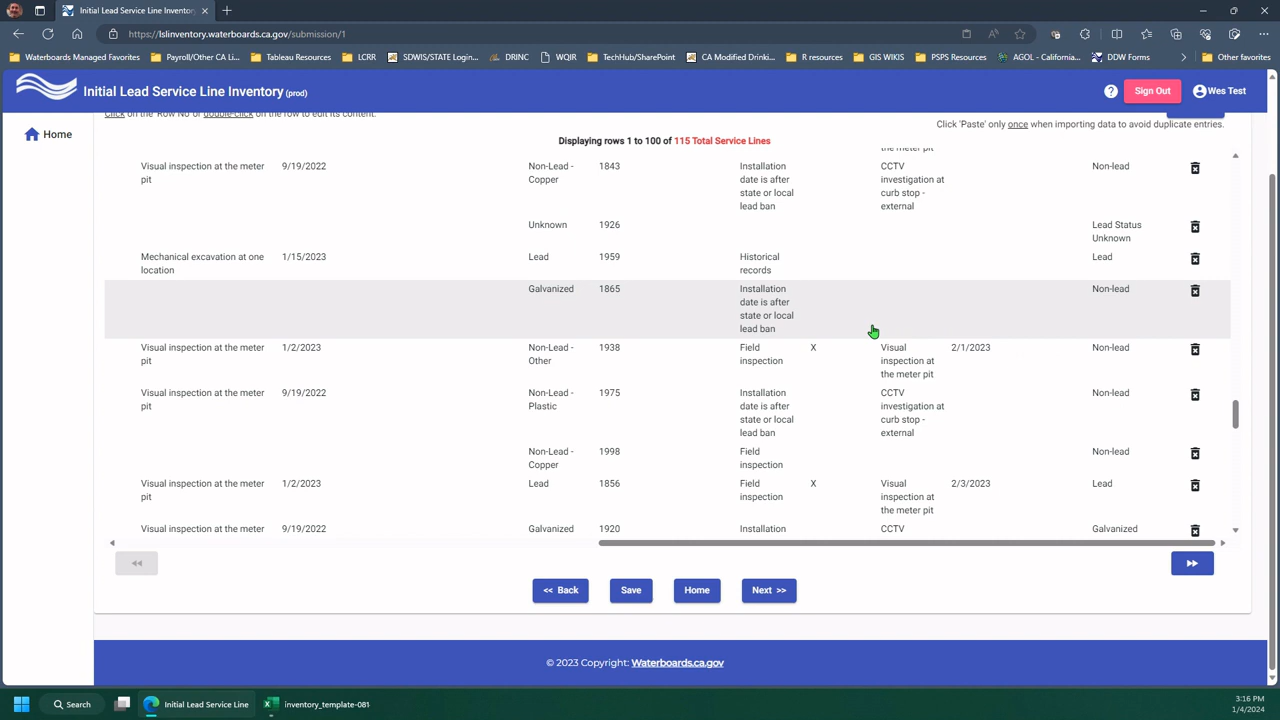 Initial Lead Service Line Inventory
https://lslinventory.waterboards.ca.gov/submission/1
Waterboards Managed Favorites
Payroll/Other CA Li...
Tableau Resources
LCRR
SDWIS/STATE Login...
DRINC
WQIR
TechHub/SharePoint
CA Modified Drinki...
R resources
GIS WIKIS
PSPS Resources
AGOL - California...
DDW Forms
Other favorites
Initial Lead Service Line Inventory (prod)
?
Sign Out
Wes Test
Home
Click on the 'Row No' or double-click on the row to edit its content.
Click 'Paste' only once when importing data to avoid duplicate entries.
Displaying rows 1 to 100 of 115 Total Service Lines
the meter pit
Visual inspection at the meter 9/19/2022 Non-Lead - 1843 Installation CCTV Non-lead
pit Copper date is after investigation at
state or local curb stop -
lead ban external
Unknown 1926 Lead Status
Unknown
Mechanical excavation at one 1/15/2023 Lead 1959 Historical Lead
location records
Galvanized 1865 Installation Non-lead
date is after
state or local
lead ban
Visual inspection at the meter 1/2/2023 Non-Lead - 1938 Field X Visual 2/1/2023 Non-lead
pit Other inspection inspection at
the meter pit
Visual inspection at the meter 9/19/2022 Non-Lead - 1975 Installation CCTV Non-lead
pit Plastic date is after investigation at
state or local curb stop -
lead ban external
Non-Lead - 1998 Field Non-lead
Copper inspection
Visual inspection at the meter 1/2/2023 Lead 1856 Field X Visual 2/3/2023 Lead
pit inspection inspection at
the meter pit
Visual inspection at the meter 9/19/2022 Galvanized 1920 Installation CCTV Galvanized
<< Back
Save
Home
Next >>
© 2023 Copyright: Waterboards.ca.gov
Search
Initial Lead Service Line
inventory_template-081
3:16 PM
1/4/2024